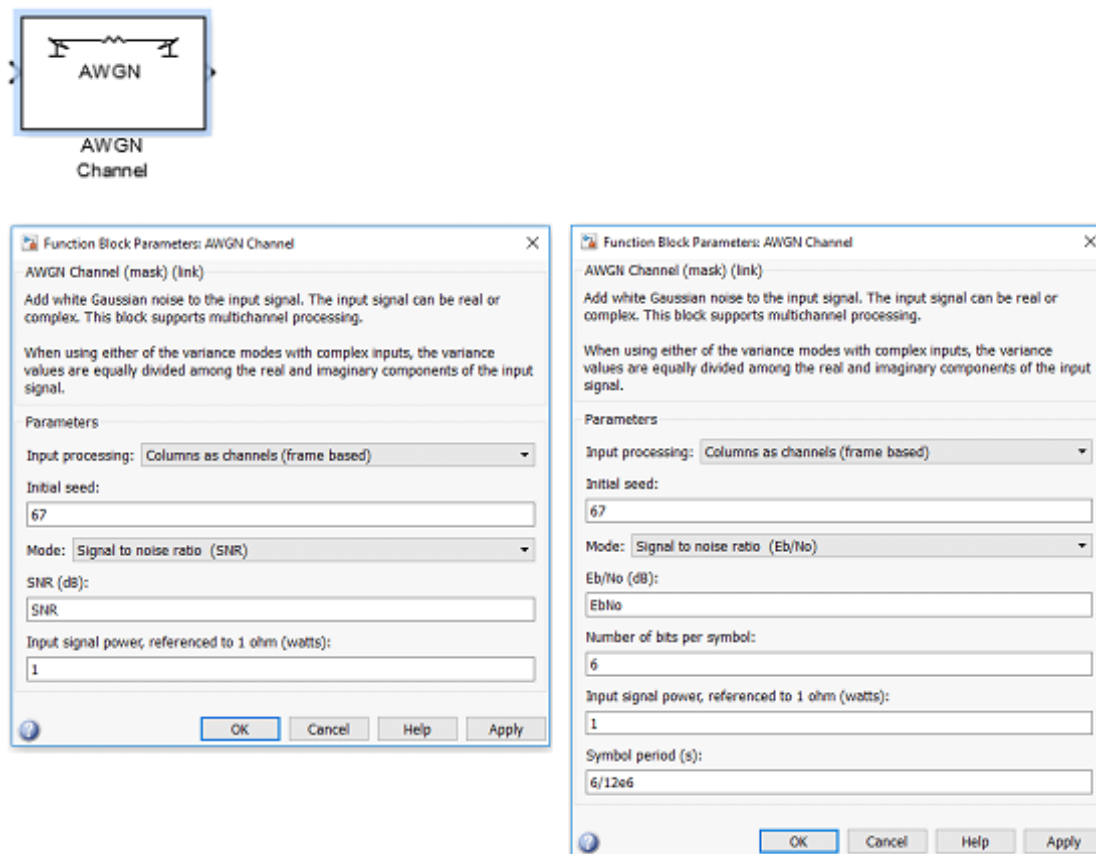 AWGN
AWGN
Channel
Function Block Parameters: AWGN Channel
AWGN Channel (mask) (link)
Add white Gaussian noise to the input signal. The input signal can be real or
complex. This block supports multichannel processing.
When using either of the variance modes with complex inputs, the variance
values are equally divided among the real and imaginary components of the input
signal.
Parameters
Input processing: Columns as channels (frame based)
Initial seed:
67
Mode: Signal to noise ratio (SNR)
SNR (dB):
SNR
Input signal power, referenced to 1 ohm (watts):
1
OK Cancel Help Apply
Function Block Parameters: AWGN Channel
AWGN Channel (mask) (link)
Add white Gaussian noise to the input signal. The input signal can be real or
complex. This block supports multichannel processing.
When using either of the variance modes with complex inputs, the variance
values are equally divided among the real and imaginary components of the input
signal.
Parameters
Input processing: Columns as channels (frame based)
Initial seed:
67
Mode: Signal to noise ratio (Eb/No)
Eb/No (dB):
EbNo
Number of bits per symbol:
6
Input signal power, referenced to 1 ohm (watts):
1
Symbol period (s):
6/12e6
OK Cancel Help Apply